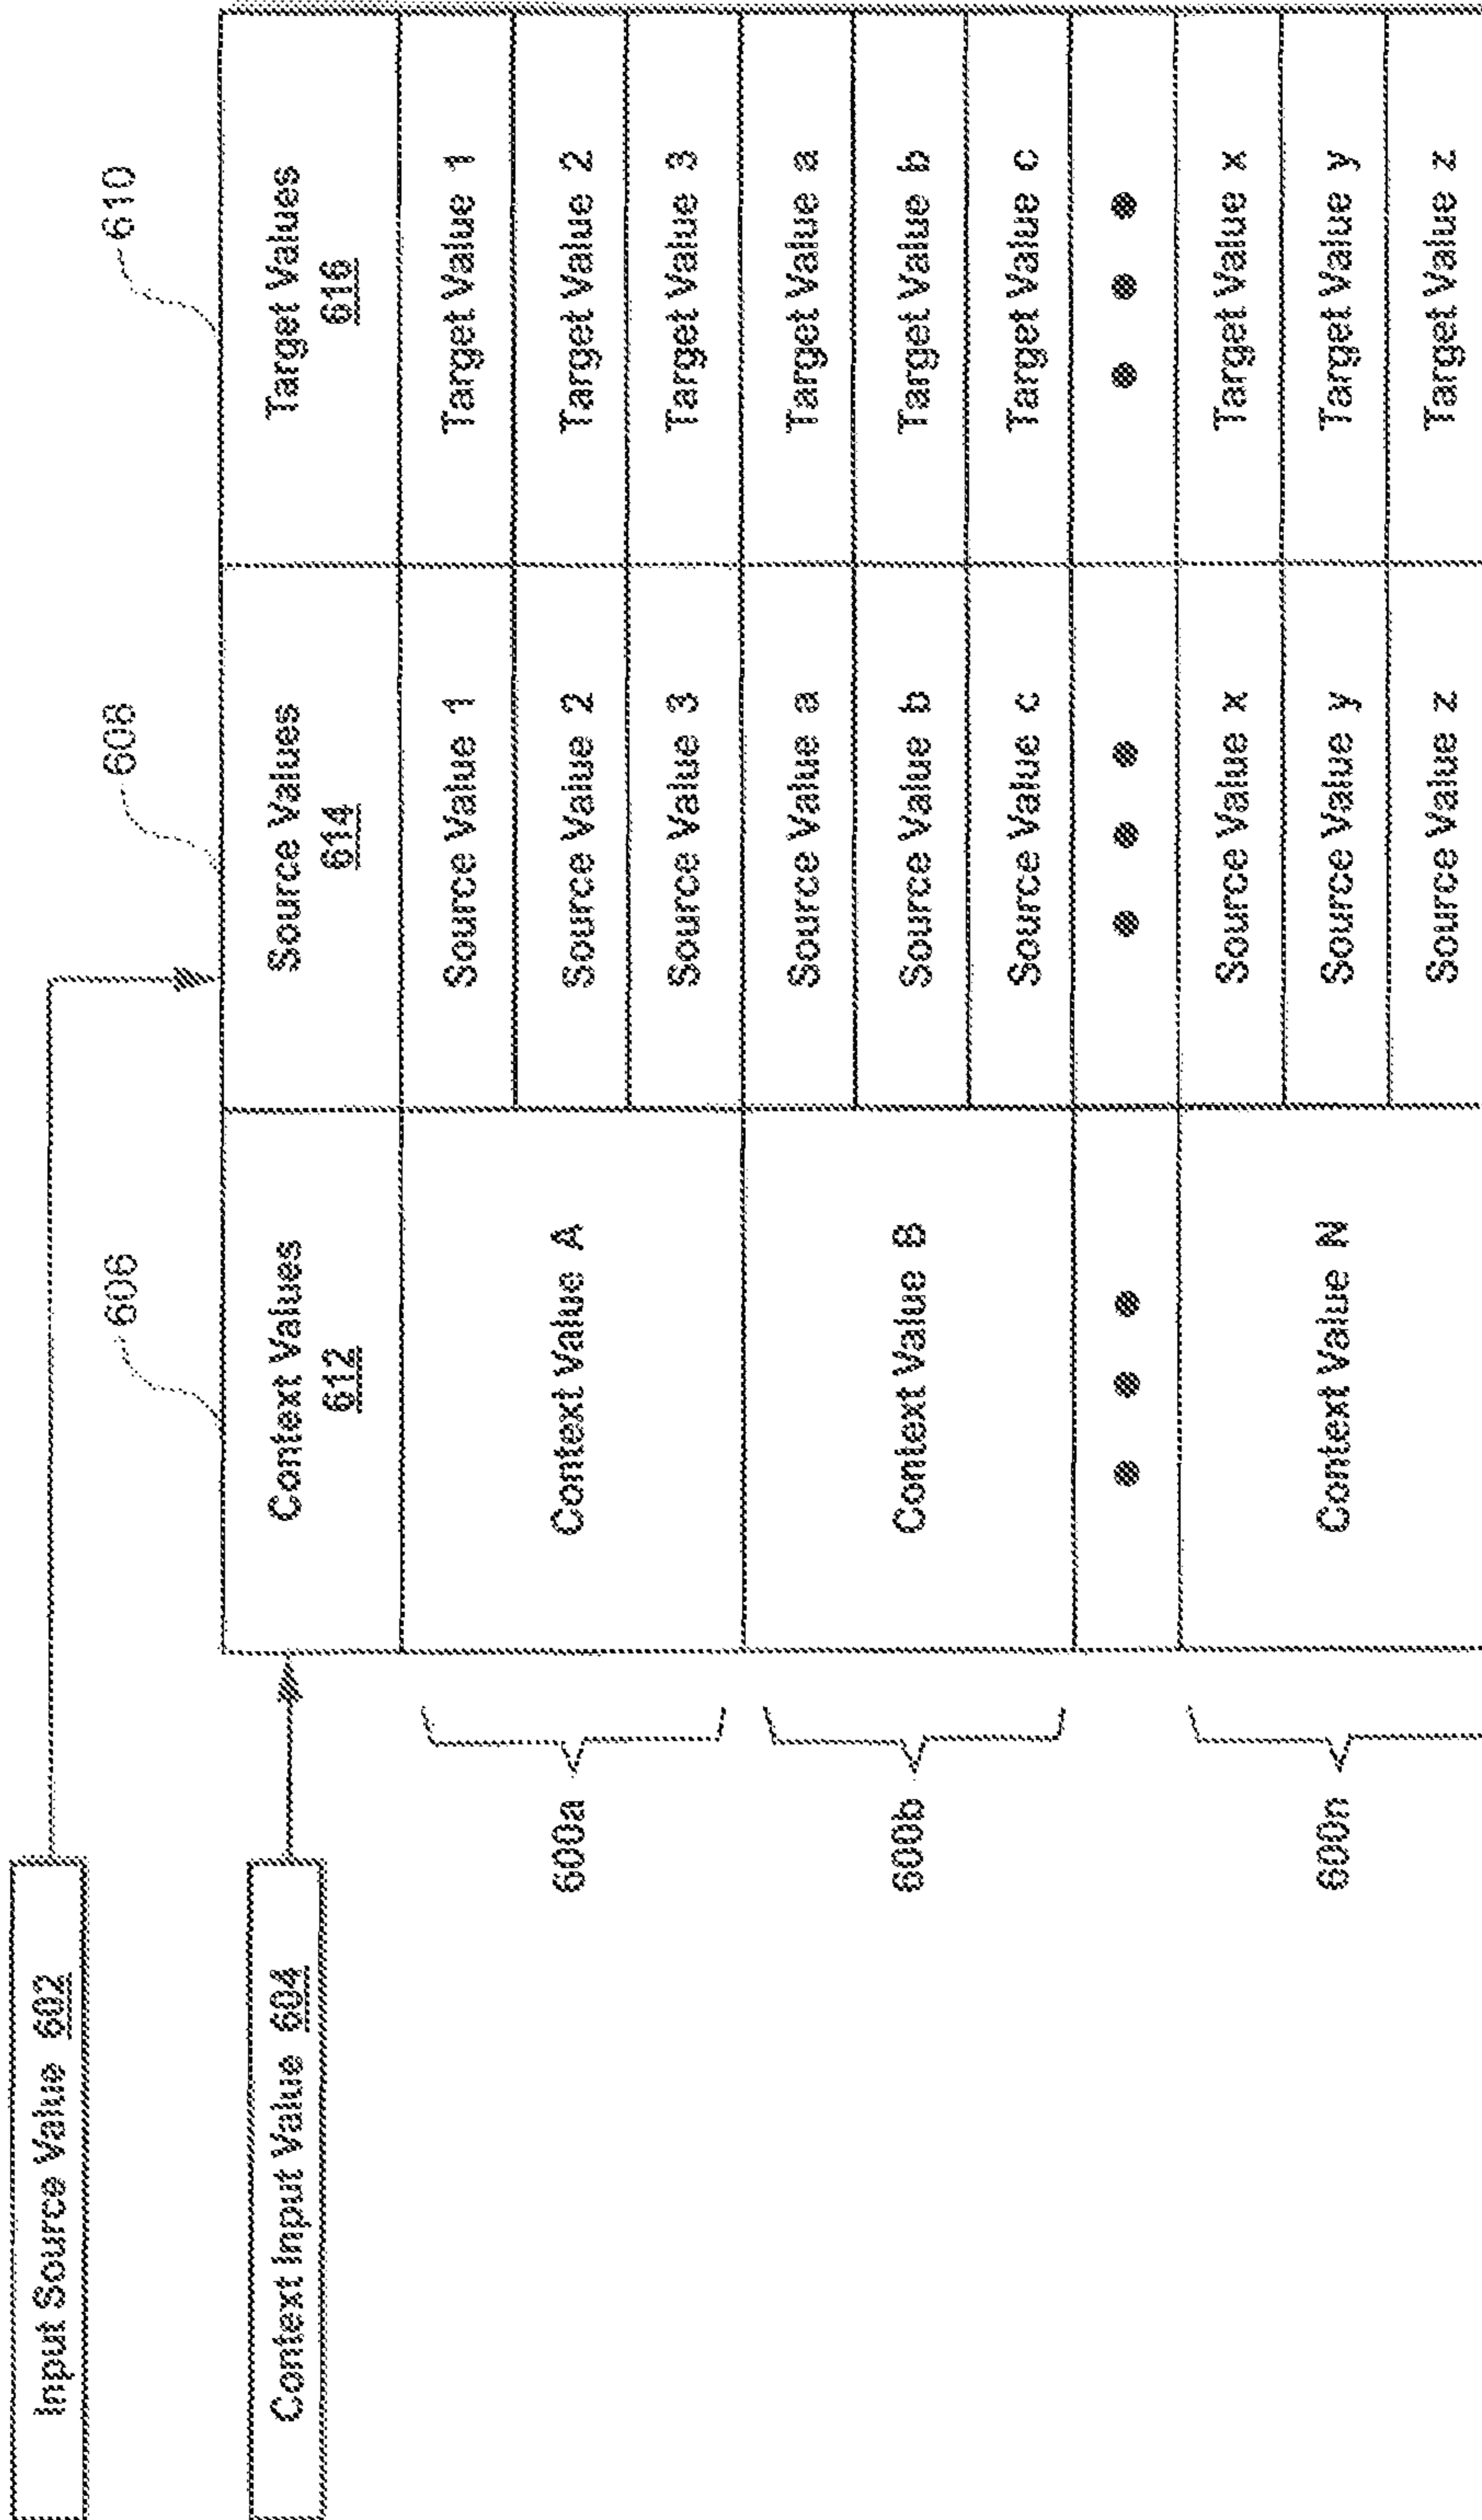 Input Source Value 602
Context Input Value 604
606
608
610
Context Values
612
Source Values
614
Target Values
616
600a
Context Value A
Source Value 1
Target Value 1
Source Value 2
Target Value 2
Source Value 3
Target Value 3
600b
Context Value B
Source Value a
Target Value a
Source Value b
Target Value b
Source Value c
Target Value c
● ● ●
● ● ●
● ● ●
600n
Context Value N
Source Value x
Target Value x
Source Value y
Target Value y
Source Value z
Target Value z